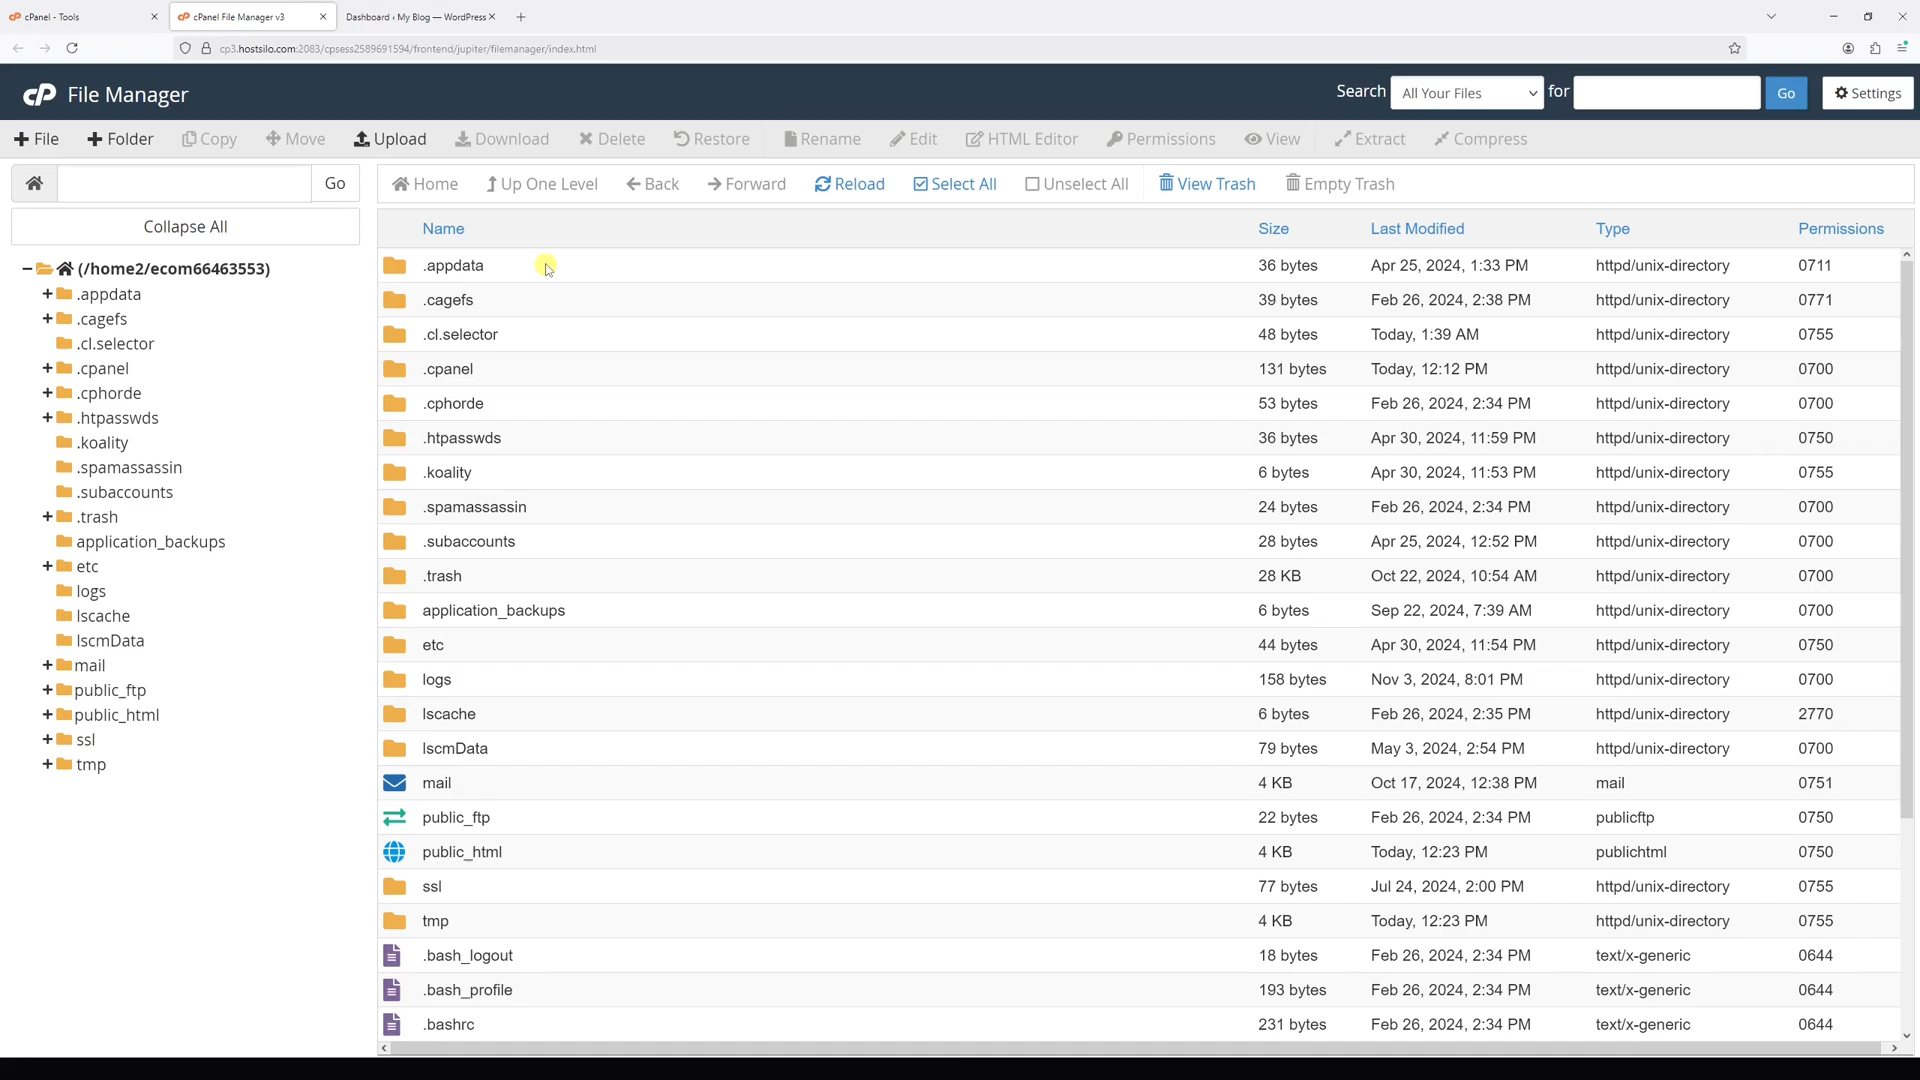 cPanel - Tools
cPanel File Manager v3
Dashboard ‹ My Blog — WordPress
cp3.hostsilo.com:2083/cpsess2589691594/frontend/jupiter/filemanager/index.html
cP File Manager
Search All Your Files for Go Settings
File Folder Copy Move Upload Download Delete Restore Rename Edit HTML Editor Permissions View Extract Compress
Go Home Up One Level Back Forward Reload Select All Unselect All View Trash Empty Trash
Collapse All
(/home2/ecom66463553)
.appdata
.cagefs
.cl.selector
.cpanel
.cphorde
.htpasswds
.koality
.spamassassin
.subaccounts
.trash
application_backups
etc
logs
lscache
lscmData
mail
public_ftp
public_html
ssl
tmp
Name Size Last Modified Type Permissions
.appdata 36 bytes Apr 25, 2024, 1:33 PM httpd/unix-directory 0711
.cagefs 39 bytes Feb 26, 2024, 2:38 PM httpd/unix-directory 0771
.cl.selector 48 bytes Today, 1:39 AM httpd/unix-directory 0755
.cpanel 131 bytes Today, 12:12 PM httpd/unix-directory 0700
.cphorde 53 bytes Feb 26, 2024, 2:34 PM httpd/unix-directory 0700
.htpasswds 36 bytes Apr 30, 2024, 11:59 PM httpd/unix-directory 0750
.koality 6 bytes Apr 30, 2024, 11:53 PM httpd/unix-directory 0755
.spamassassin 24 bytes Feb 26, 2024, 2:34 PM httpd/unix-directory 0700
.subaccounts 28 bytes Apr 25, 2024, 12:52 PM httpd/unix-directory 0700
.trash 28 KB Oct 22, 2024, 10:54 AM httpd/unix-directory 0700
application_backups 6 bytes Sep 22, 2024, 7:39 AM httpd/unix-directory 0700
etc 44 bytes Apr 30, 2024, 11:54 PM httpd/unix-directory 0750
logs 158 bytes Nov 3, 2024, 8:01 PM httpd/unix-directory 0700
lscache 6 bytes Feb 26, 2024, 2:35 PM httpd/unix-directory 2770
lscmData 79 bytes May 3, 2024, 2:54 PM httpd/unix-directory 0700
mail 4 KB Oct 17, 2024, 12:38 PM mail 0751
public_ftp 22 bytes Feb 26, 2024, 2:34 PM publicftp 0750
public_html 4 KB Today, 12:23 PM publichtml 0750
ssl 77 bytes Jul 24, 2024, 2:00 PM httpd/unix-directory 0755
tmp 4 KB Today, 12:23 PM httpd/unix-directory 0755
.bash_logout 18 bytes Feb 26, 2024, 2:34 PM text/x-generic 0644
.bash_profile 193 bytes Feb 26, 2024, 2:34 PM text/x-generic 0644
.bashrc 231 bytes Feb 26, 2024, 2:34 PM text/x-generic 0644